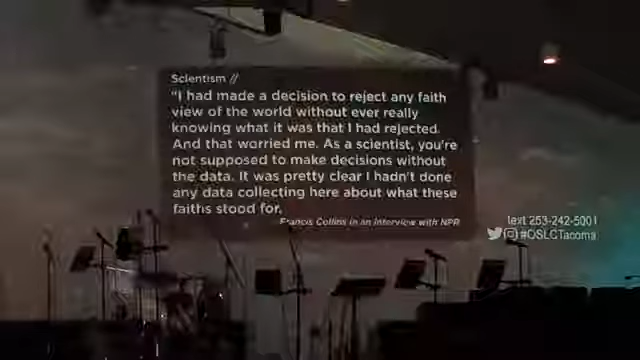 Scientism //
"I had made a decision to reject any faith
view of the world without ever really
knowing what it was that I had rejected.
And that worried me. As a scientist, you're
not supposed to make decisions without
the data. It was pretty clear I hadn't done
any data collecting here about what these
faiths stood for.
Francis Collins in an interview with NPR
text 253-242-5001
#OSLCTacoma